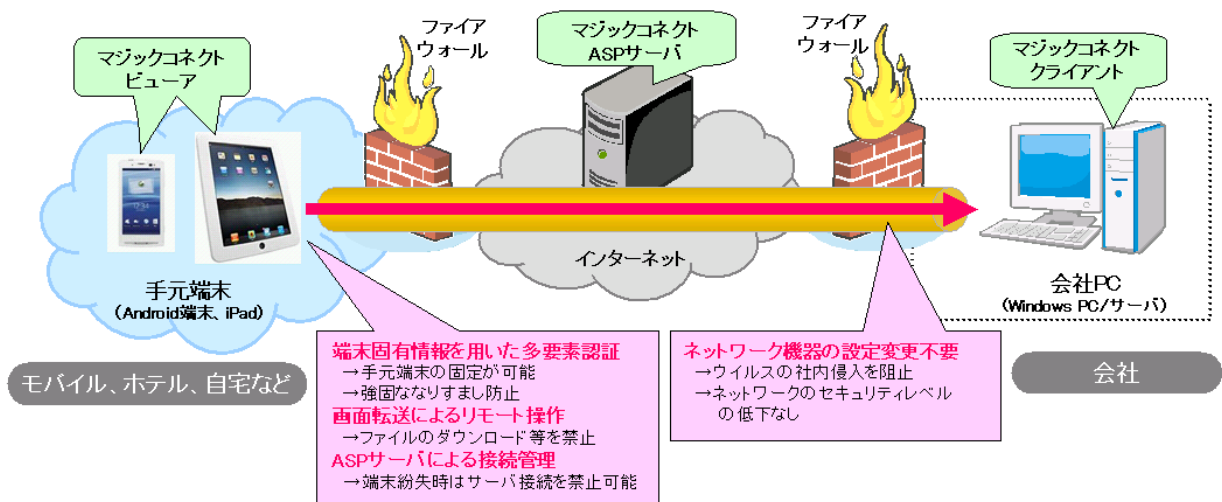 マジックコネクト
ビューア
ファイア
ウォール
マジックコネクト
ASPサーバ
ファイア
ウォール
マジックコネクト
クライアント
手元端末
(Android端末、iPad)
インターネット
会社PC
(Windows PC/サーバ)
モバイル、ホテル、自宅など
端末固有情報を用いた多要素認証
→手元端末の固定が可能
→強固ななりすまし防止
画面転送によるリモート操作
→ファイルのダウンロード等を禁止
ASPサーバによる接続管理
→端末紛失時はサーバ接続を禁止可能
ネットワーク機器の設定変更不要
→ウイルスの社内侵入を阻止
→ネットワークのセキュリティレベル
の低下なし
会社